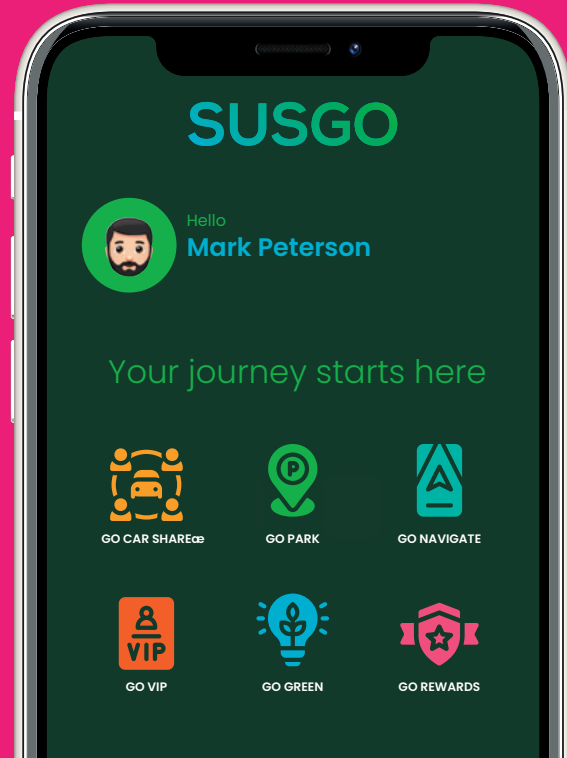 SUSGO
Hello
Mark Peterson
Your journey starts here
P
GO CAR SHAREæ
GO PARK
GO NAVIGATE
VIP
GO VIP
GO GREEN
GO REWARDS